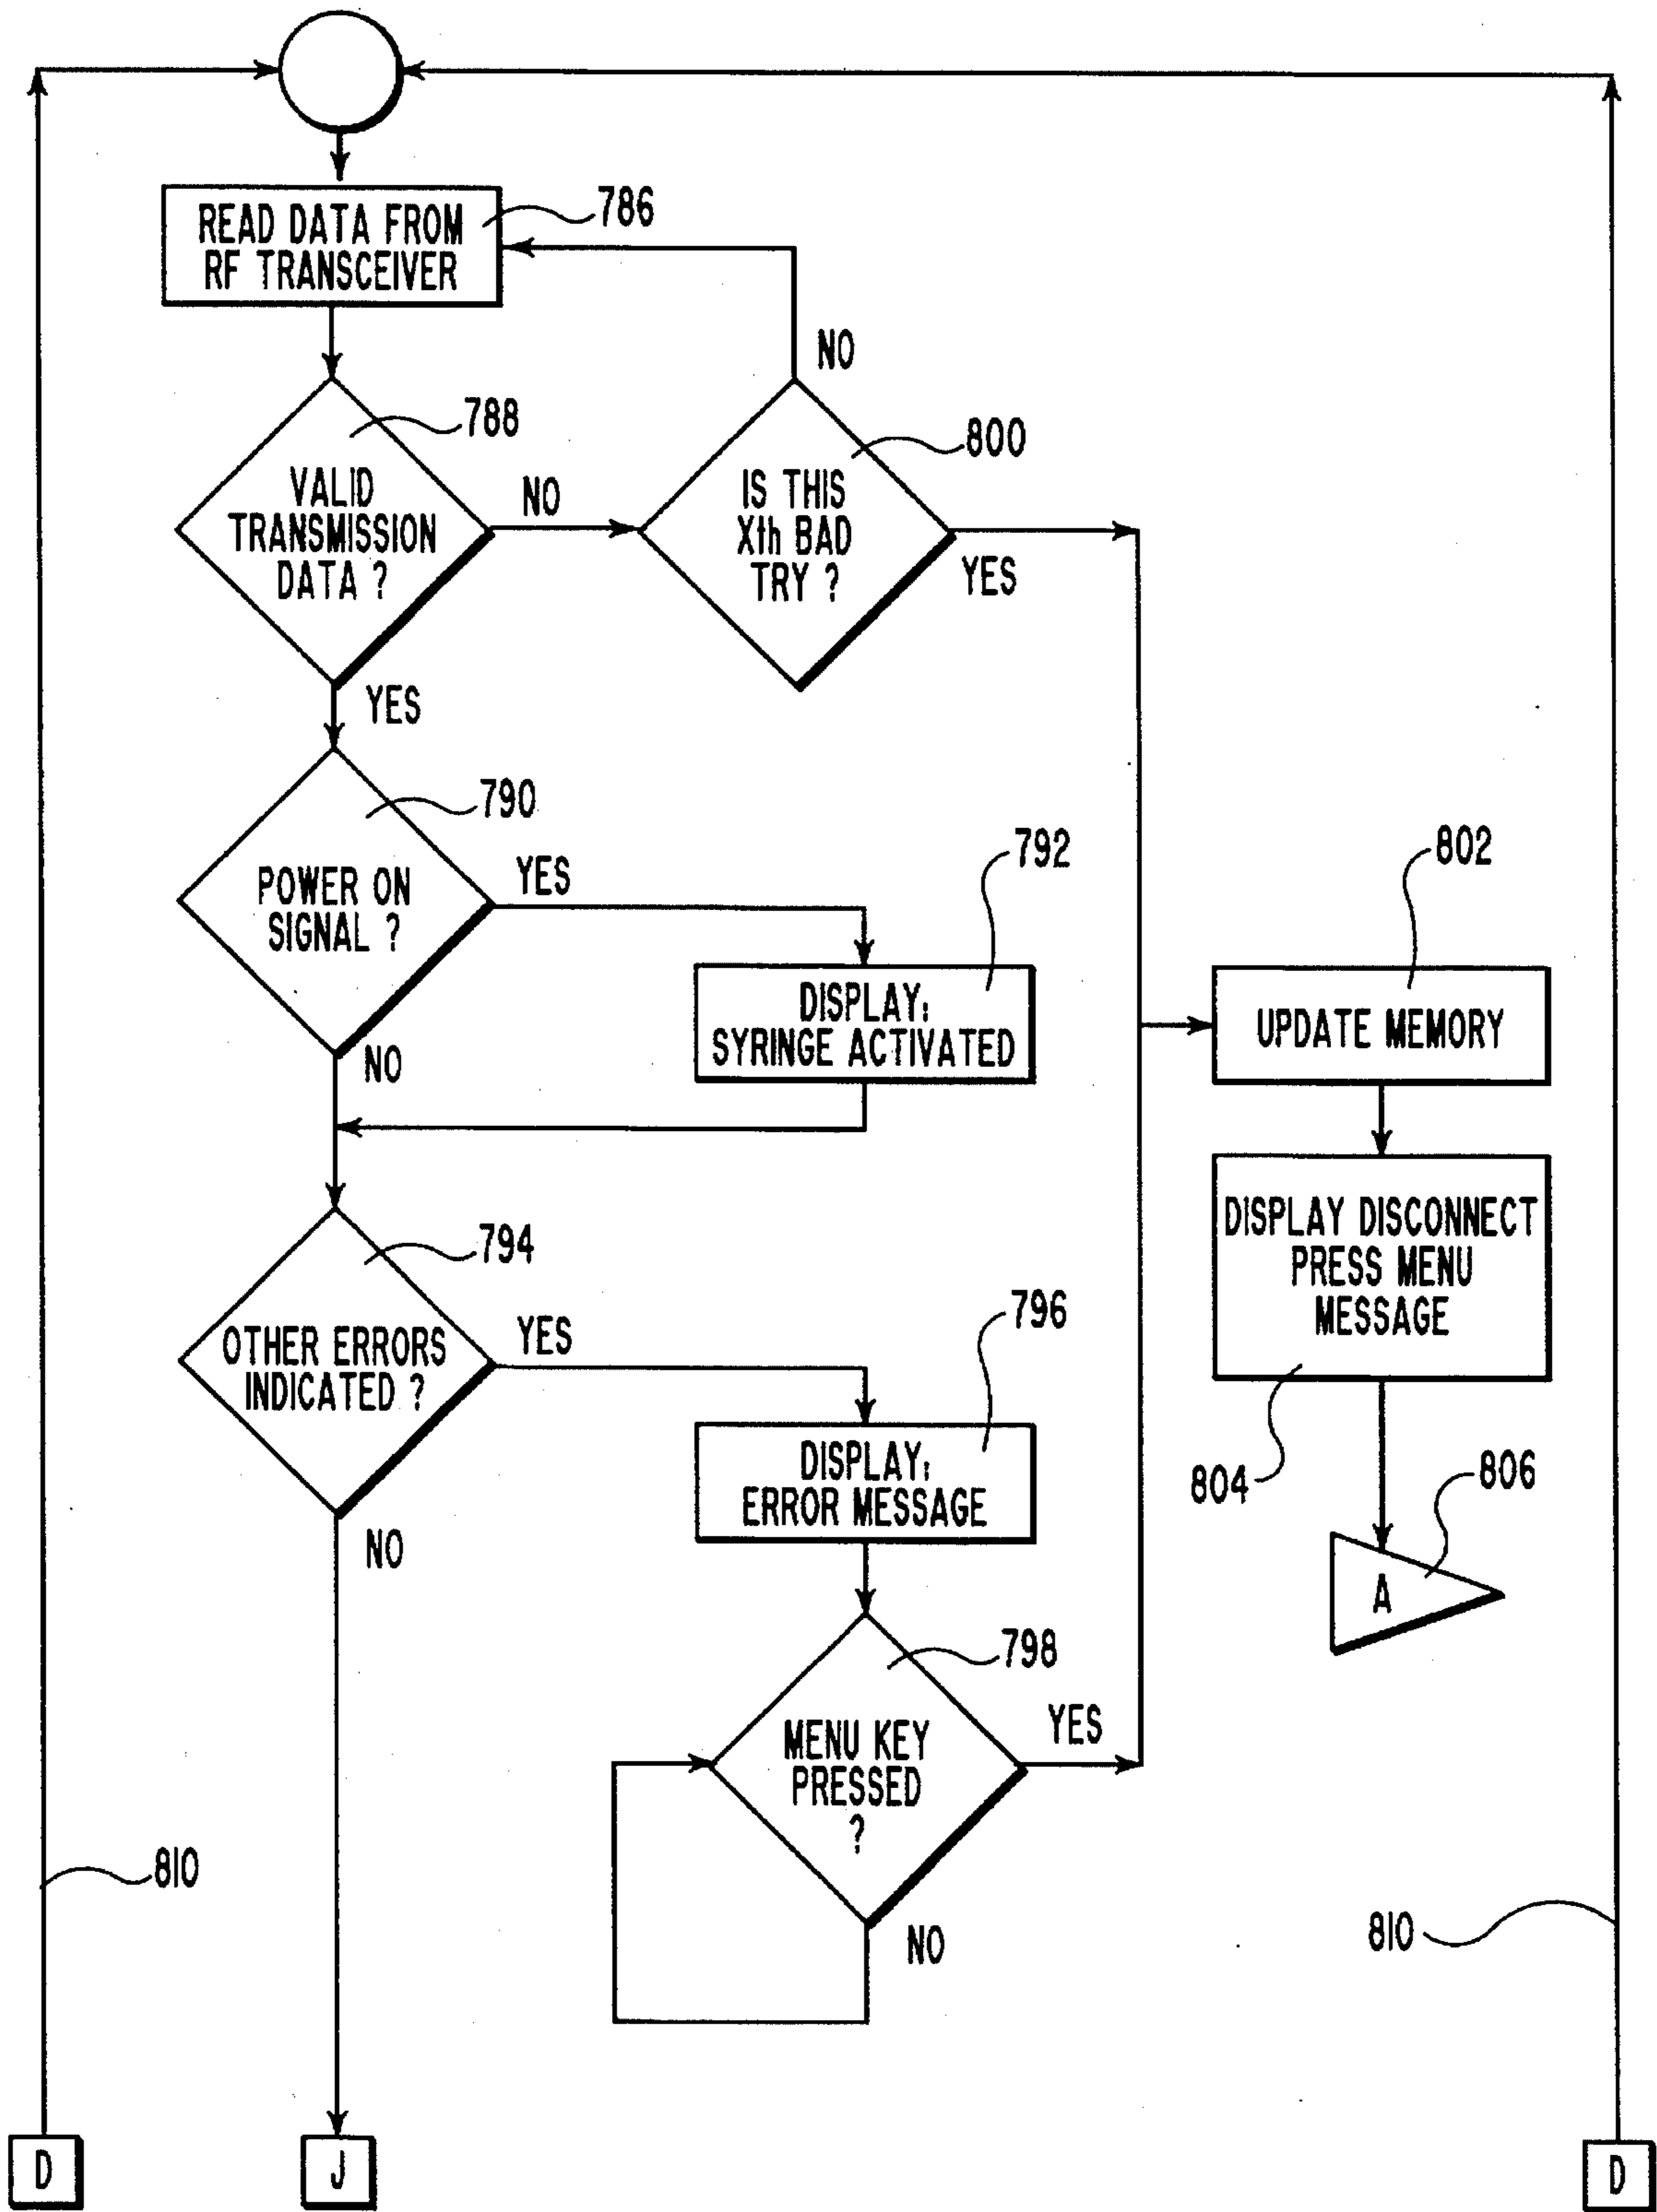 READ DATA FROM
RF TRANSCEIVER
786
NO
788
VALID
TRANSMISSION
DATA ?
NO
800
IS THIS
Xth BAD
TRY ?
YES
YES
790
POWER ON
SIGNAL ?
YES
792
DISPLAY:
SYRINGE ACTIVATED
NO
802
UPDATE MEMORY
DISPLAY DISCONNECT
PRESS MENU
MESSAGE
804
806
A
794
OTHER ERRORS
INDICATED ?
YES
796
DISPLAY:
ERROR MESSAGE
NO
798
MENU KEY
PRESSED
?
YES
NO
810
810
D
J
D